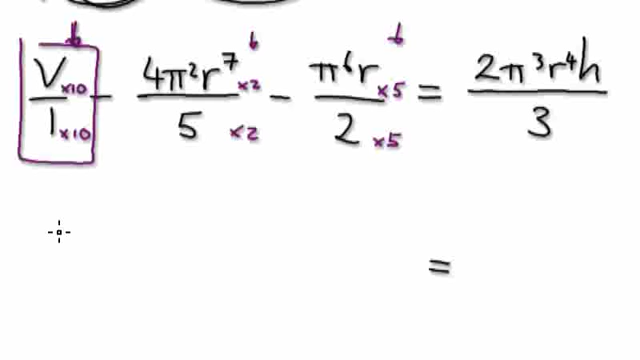 ↓ ↓ ↓
V ×10 / 1 ×10 − 4π²r⁷ ×2 / 5 ×2 − π⁶r ×5 / 2 ×5 = 2π³r⁴h / 3
=